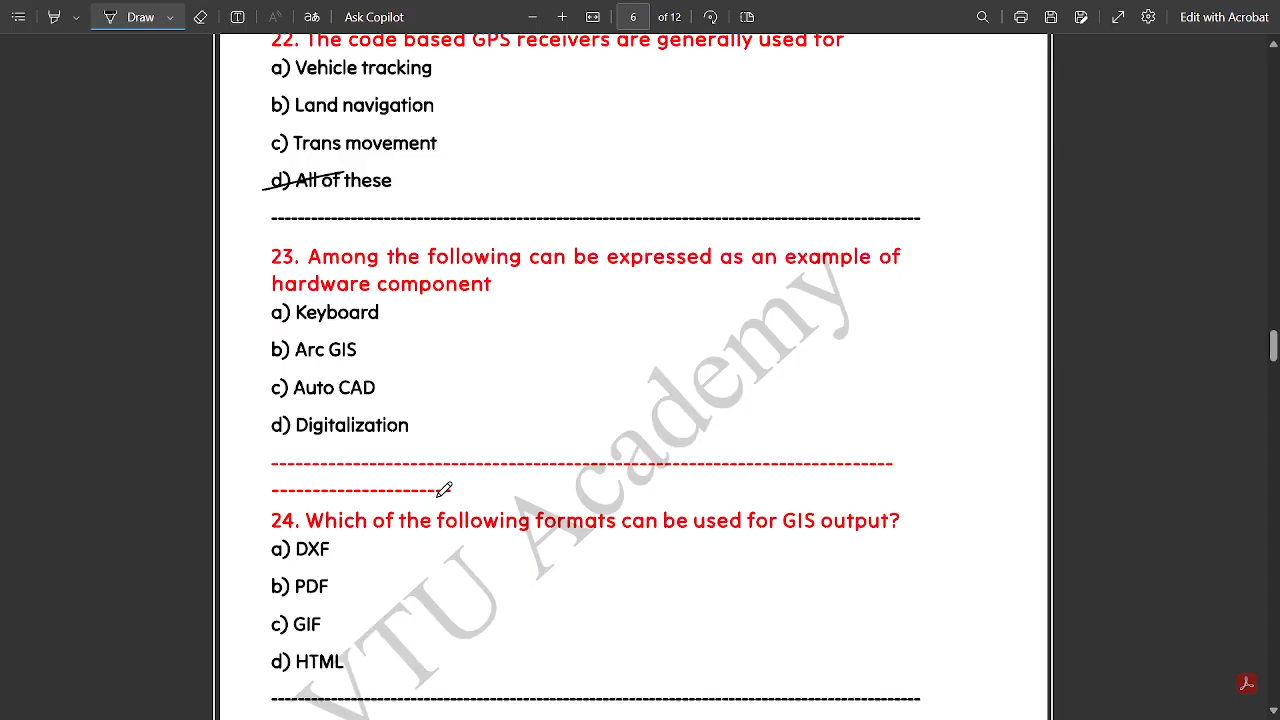 Draw
Ask Copilot
6
of 12
Edit with Acro
22. The code based GPS receivers are generally used for
a) Vehicle tracking
b) Land navigation
c) Trans movement
d) All of these
--------------------------------------------------------------------------------------------------
23. Among the following can be expressed as an example of
hardware component
a) Keyboard
b) Arc GIS
c) Auto CAD
d) Digitalization
------------------------------------------------------------------------------------
------------------------
24. Which of the following formats can be used for GIS output?
a) DXF
b) PDF
c) GIF
d) HTML
--------------------------------------------------------------------------------------------------
VTU Academy